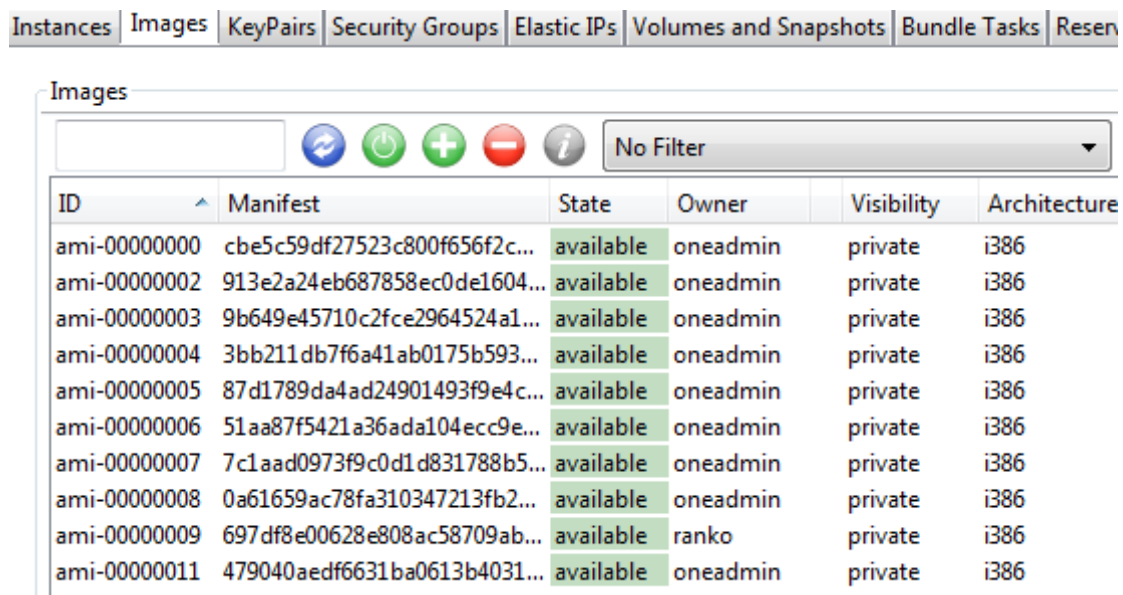 Instances Images KeyPairs Security Groups Elastic IPs Volumes and Snapshots Bundle Tasks Reserv
Images
No Filter
ID Manifest State Owner Visibility Architecture
ami-00000000 cbe5c59df27523c800f656f2c... available oneadmin private i386
ami-00000002 913e2a24eb687858ec0de1604... available oneadmin private i386
ami-00000003 9b649e45710c2fce2964524a1... available oneadmin private i386
ami-00000004 3bb211db7f6a41ab0175b593... available oneadmin private i386
ami-00000005 87d1789da4ad24901493f9e4c... available oneadmin private i386
ami-00000006 51aa87f5421a36ada104ecc9e... available oneadmin private i386
ami-00000007 7c1aad0973f9c0d1d831788b5... available oneadmin private i386
ami-00000008 0a61659ac78fa310347213fb2... available oneadmin private i386
ami-00000009 697df8e00628e808ac58709ab... available ranko private i386
ami-00000011 479040aedf6631ba0613b4031... available oneadmin private i386